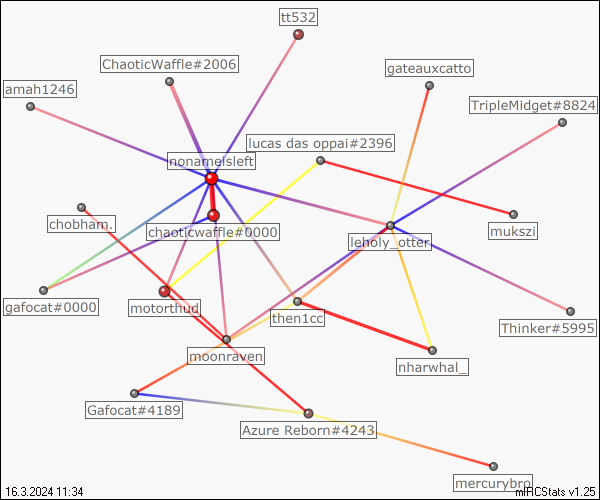 tt532
ChaoticWaffle#2006
gateauxcatto
amah1246
TripleMidget#8824
lucas das oppai#2396
nonameisleft
chobham.
mukszi
chaoticwaffle#0000
leholy_otter
gafocat#0000
motorthud
then1cc
Thinker#5995
moonraven
nharwhal_
Gafocat#4189
Azure Reborn#4243
mercurybro
16.3.2024 11:34
mIRCStats v1.25